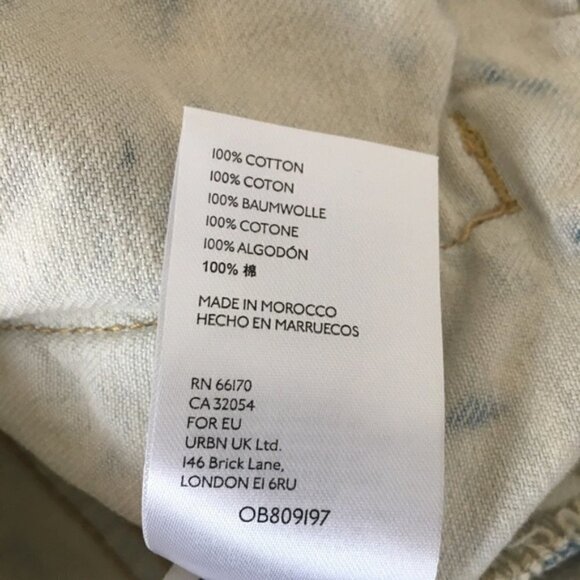 100% COTTON
100% COTON
100% BAUMWOLLE
100% COTONE
100% ALGODÓN
100% 棉
MADE IN MOROCCO
HECHO EN MARRUECOS
RN 66170
CA 32054
FOR EU
URBN UK Ltd.
146 Brick Lane,
LONDON E1 6RU
OB809197